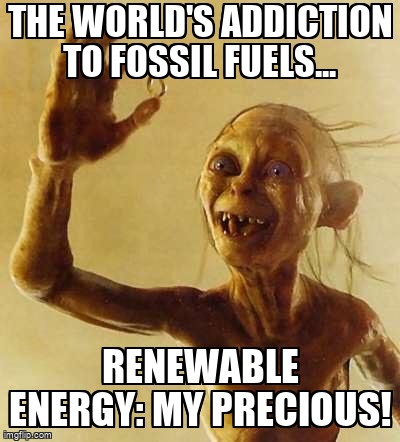 THE WORLD'S ADDICTION
TO FOSSIL FUELS...
RENEWABLE
ENERGY: MY PRECIOUS!
imgflip.com